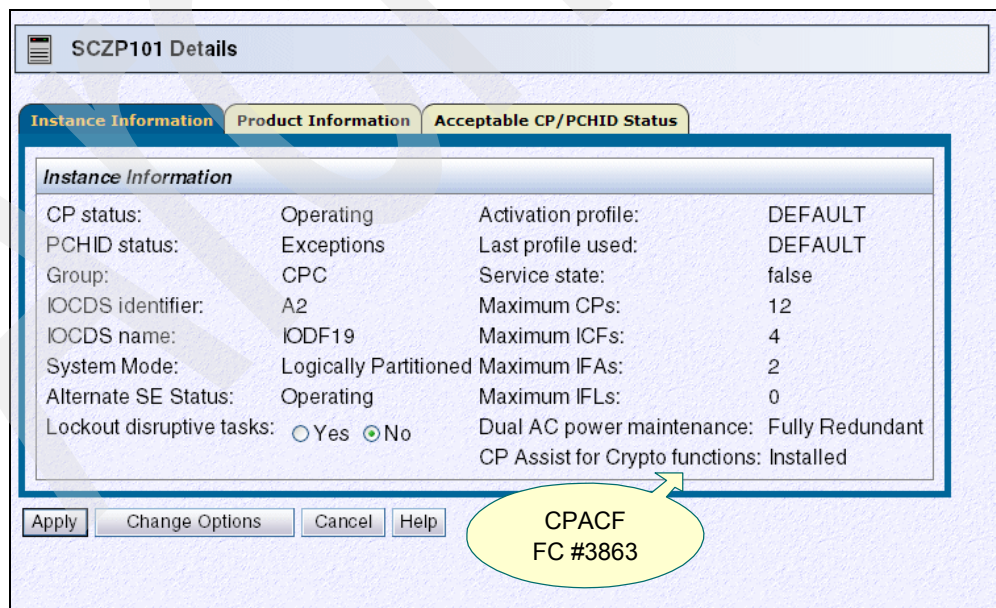 SCZP101 Details
Instance Information Product Information Acceptable CP/PCHID Status
Instance Information
CP status: Operating Activation profile: DEFAULT
PCHID status: Exceptions Last profile used: DEFAULT
Group: CPC Service state: false
IOCDS identifier: A2 Maximum CPs: 12
IOCDS name: IODF19 Maximum ICFs: 4
System Mode: Logically Partitioned Maximum IFAs: 2
Alternate SE Status: Operating Maximum IFLs: 0
Lockout disruptive tasks: Yes No Dual AC power maintenance: Fully Redundant
CP Assist for Crypto functions: Installed
Apply Change Options Cancel Help
CPACF
FC #3863